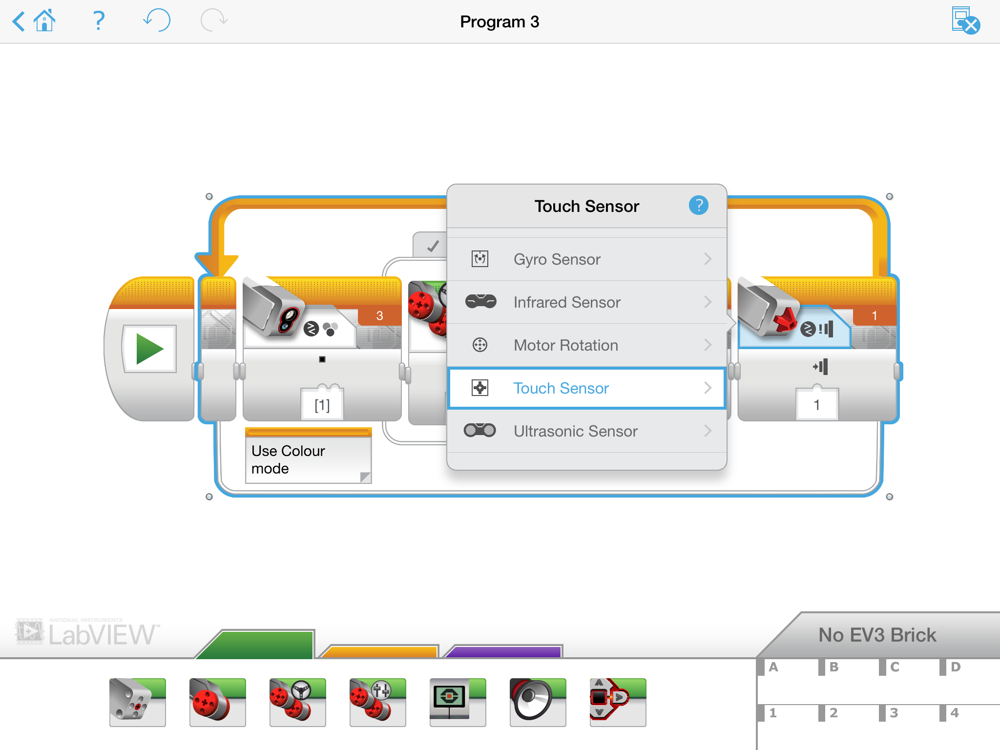 Program 3
Touch Sensor
?
Gyro Sensor
Infrared Sensor
Motor Rotation
Touch Sensor
Ultrasonic Sensor
3
[1]
1
1
Use Colour
mode
NATIONAL INSTRUMENTS
LabVIEW™
No EV3 Brick
A B C D
1 2 3 4